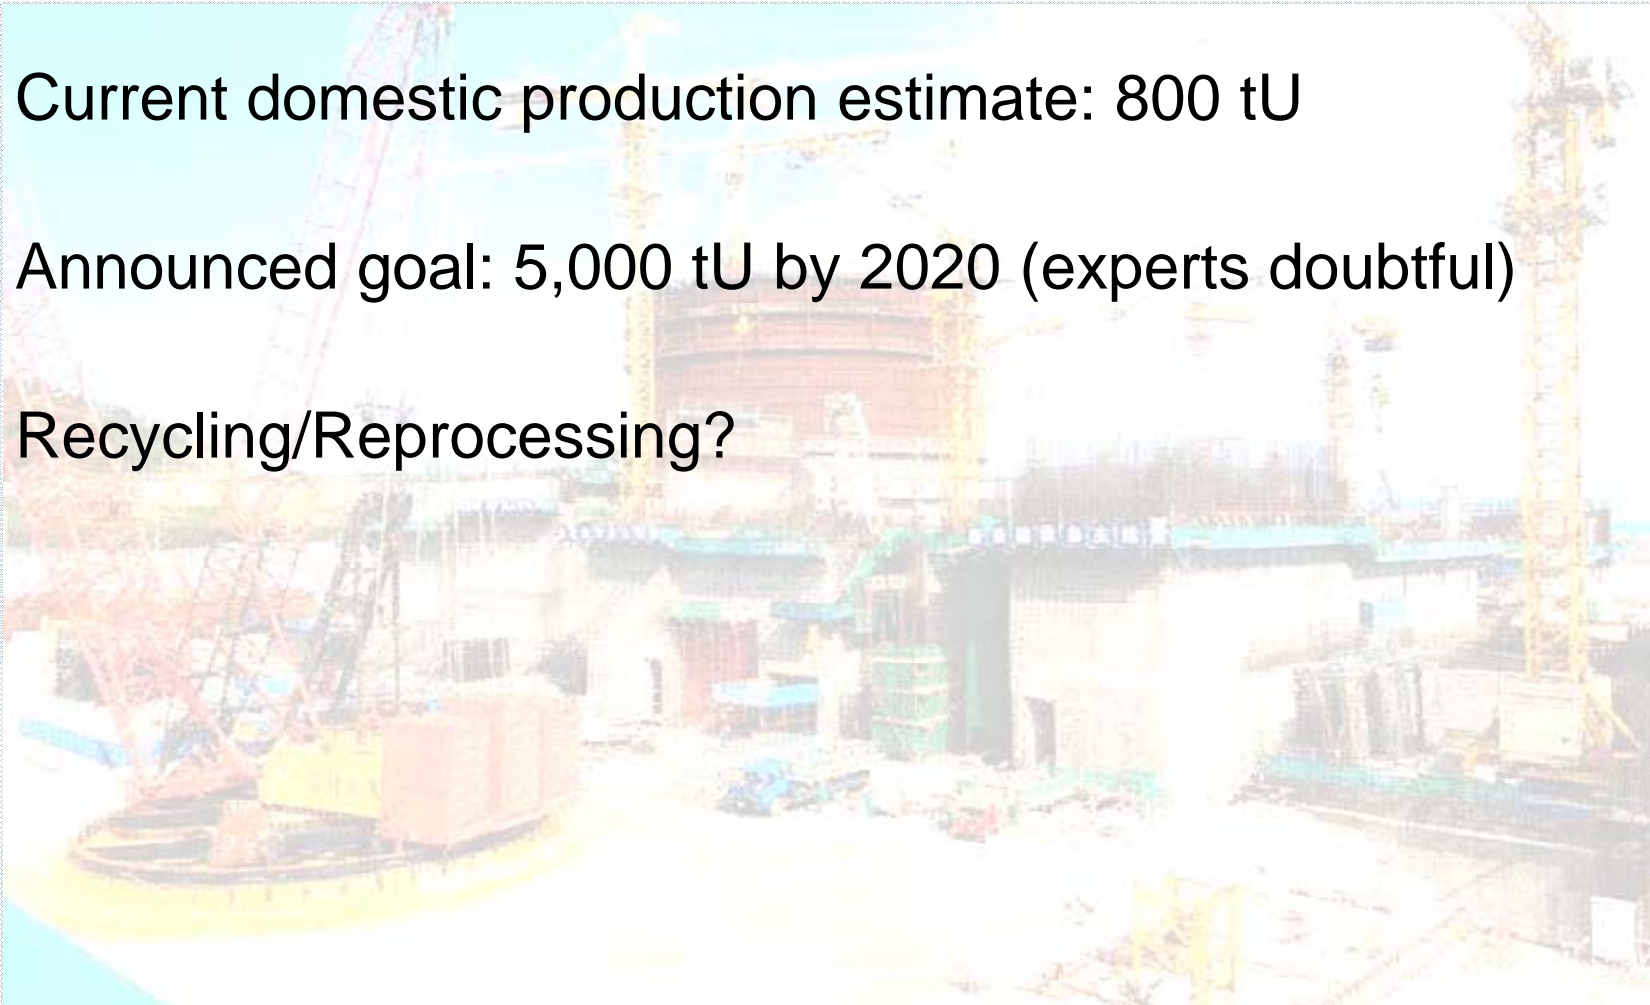 Current domestic production estimate: 800 tU
Announced goal: 5,000 tU by 2020 (experts doubtful)
Recycling/Reprocessing?